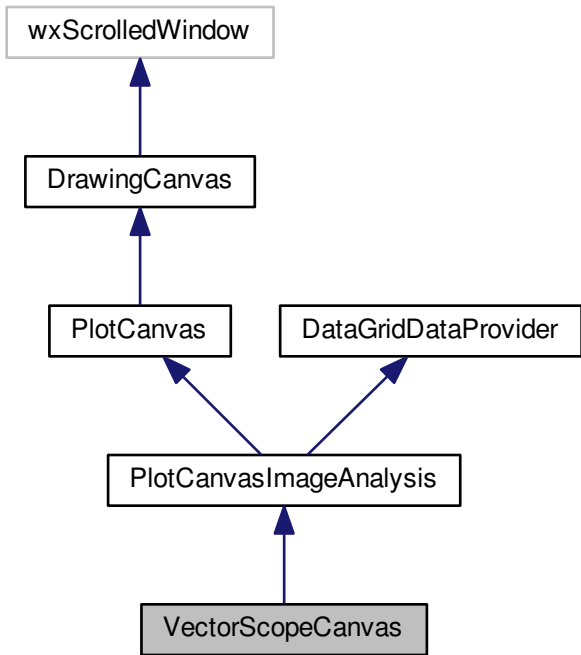 wxScrolledWindow
DrawingCanvas
PlotCanvas
DataGridDataProvider
PlotCanvasImageAnalysis
VectorScopeCanvas